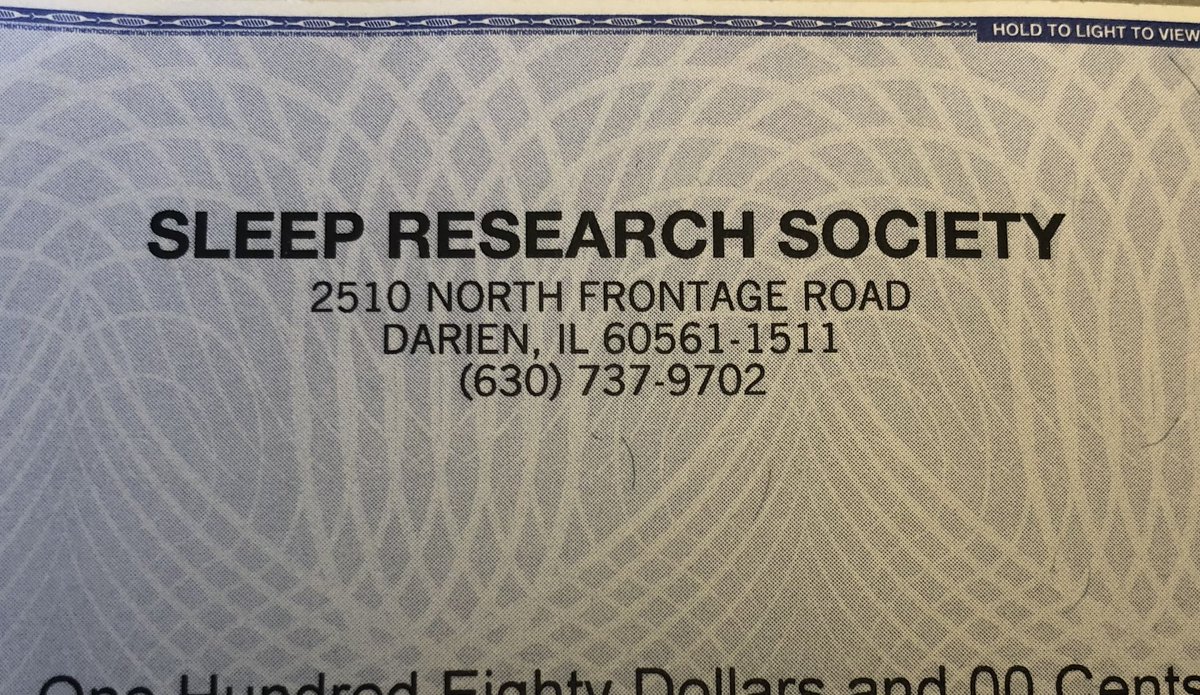 HOLD TO LIGHT TO VIEW
SLEEP RESEARCH SOCIETY
2510 NORTH FRONTAGE ROAD
DARIEN, IL 60561-1511
(630) 737-9702
One Hundred Eighty Dollars and 00 Cents